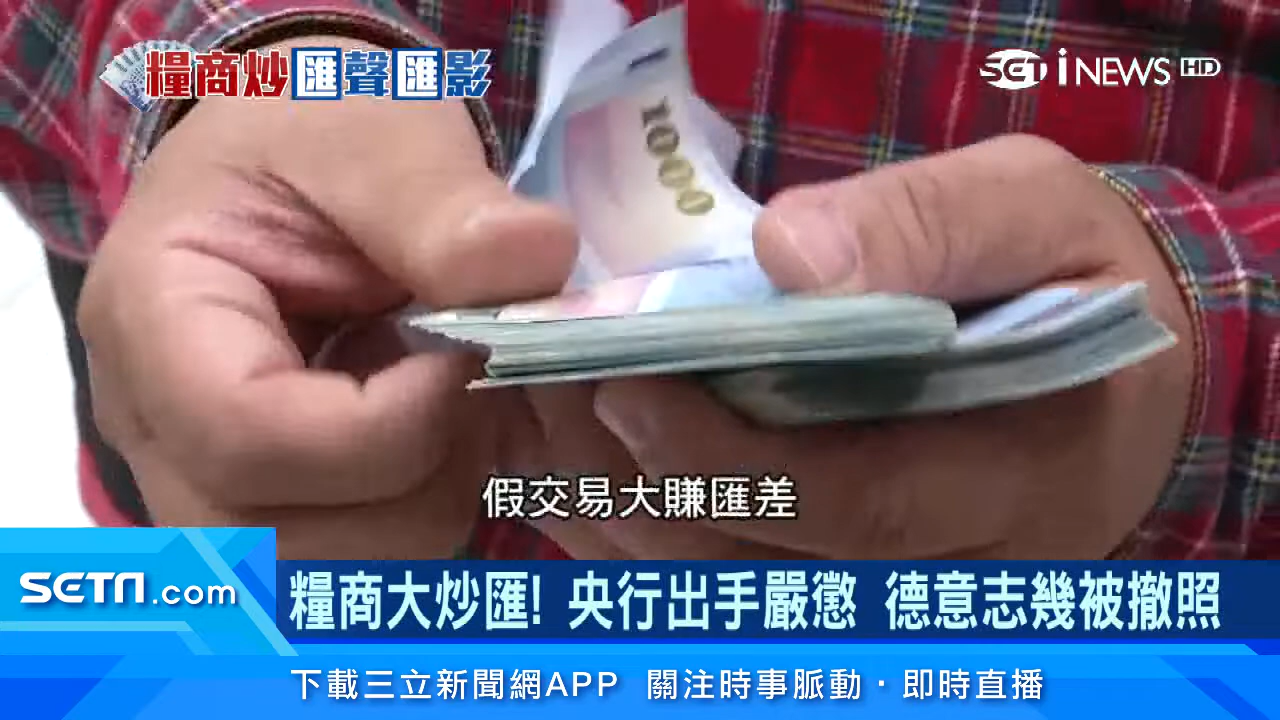 糧商炒匯聲匯影
SET iNEWS HD
1000
假交易大賺匯差
SETN.com
糧商大炒匯! 央行出手嚴懲 德意志幾被撤照
下載三立新聞網APP 關注時事脈動·即時直播